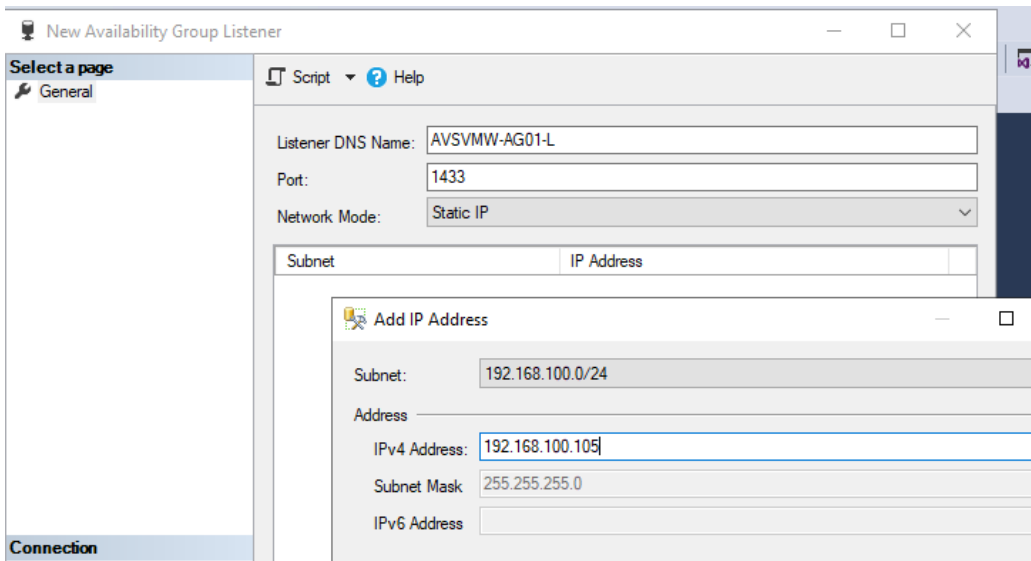 New Availability Group Listener
Select a page
General
Script Help
Listener DNS Name: AVSVMW-AG01-L
Port: 1433
Network Mode: Static IP
Subnet IP Address
Add IP Address
Subnet: 192.168.100.0/24
Address
IPv4 Address: 192.168.100.105
Subnet Mask 255.255.255.0
IPv6 Address
Connection